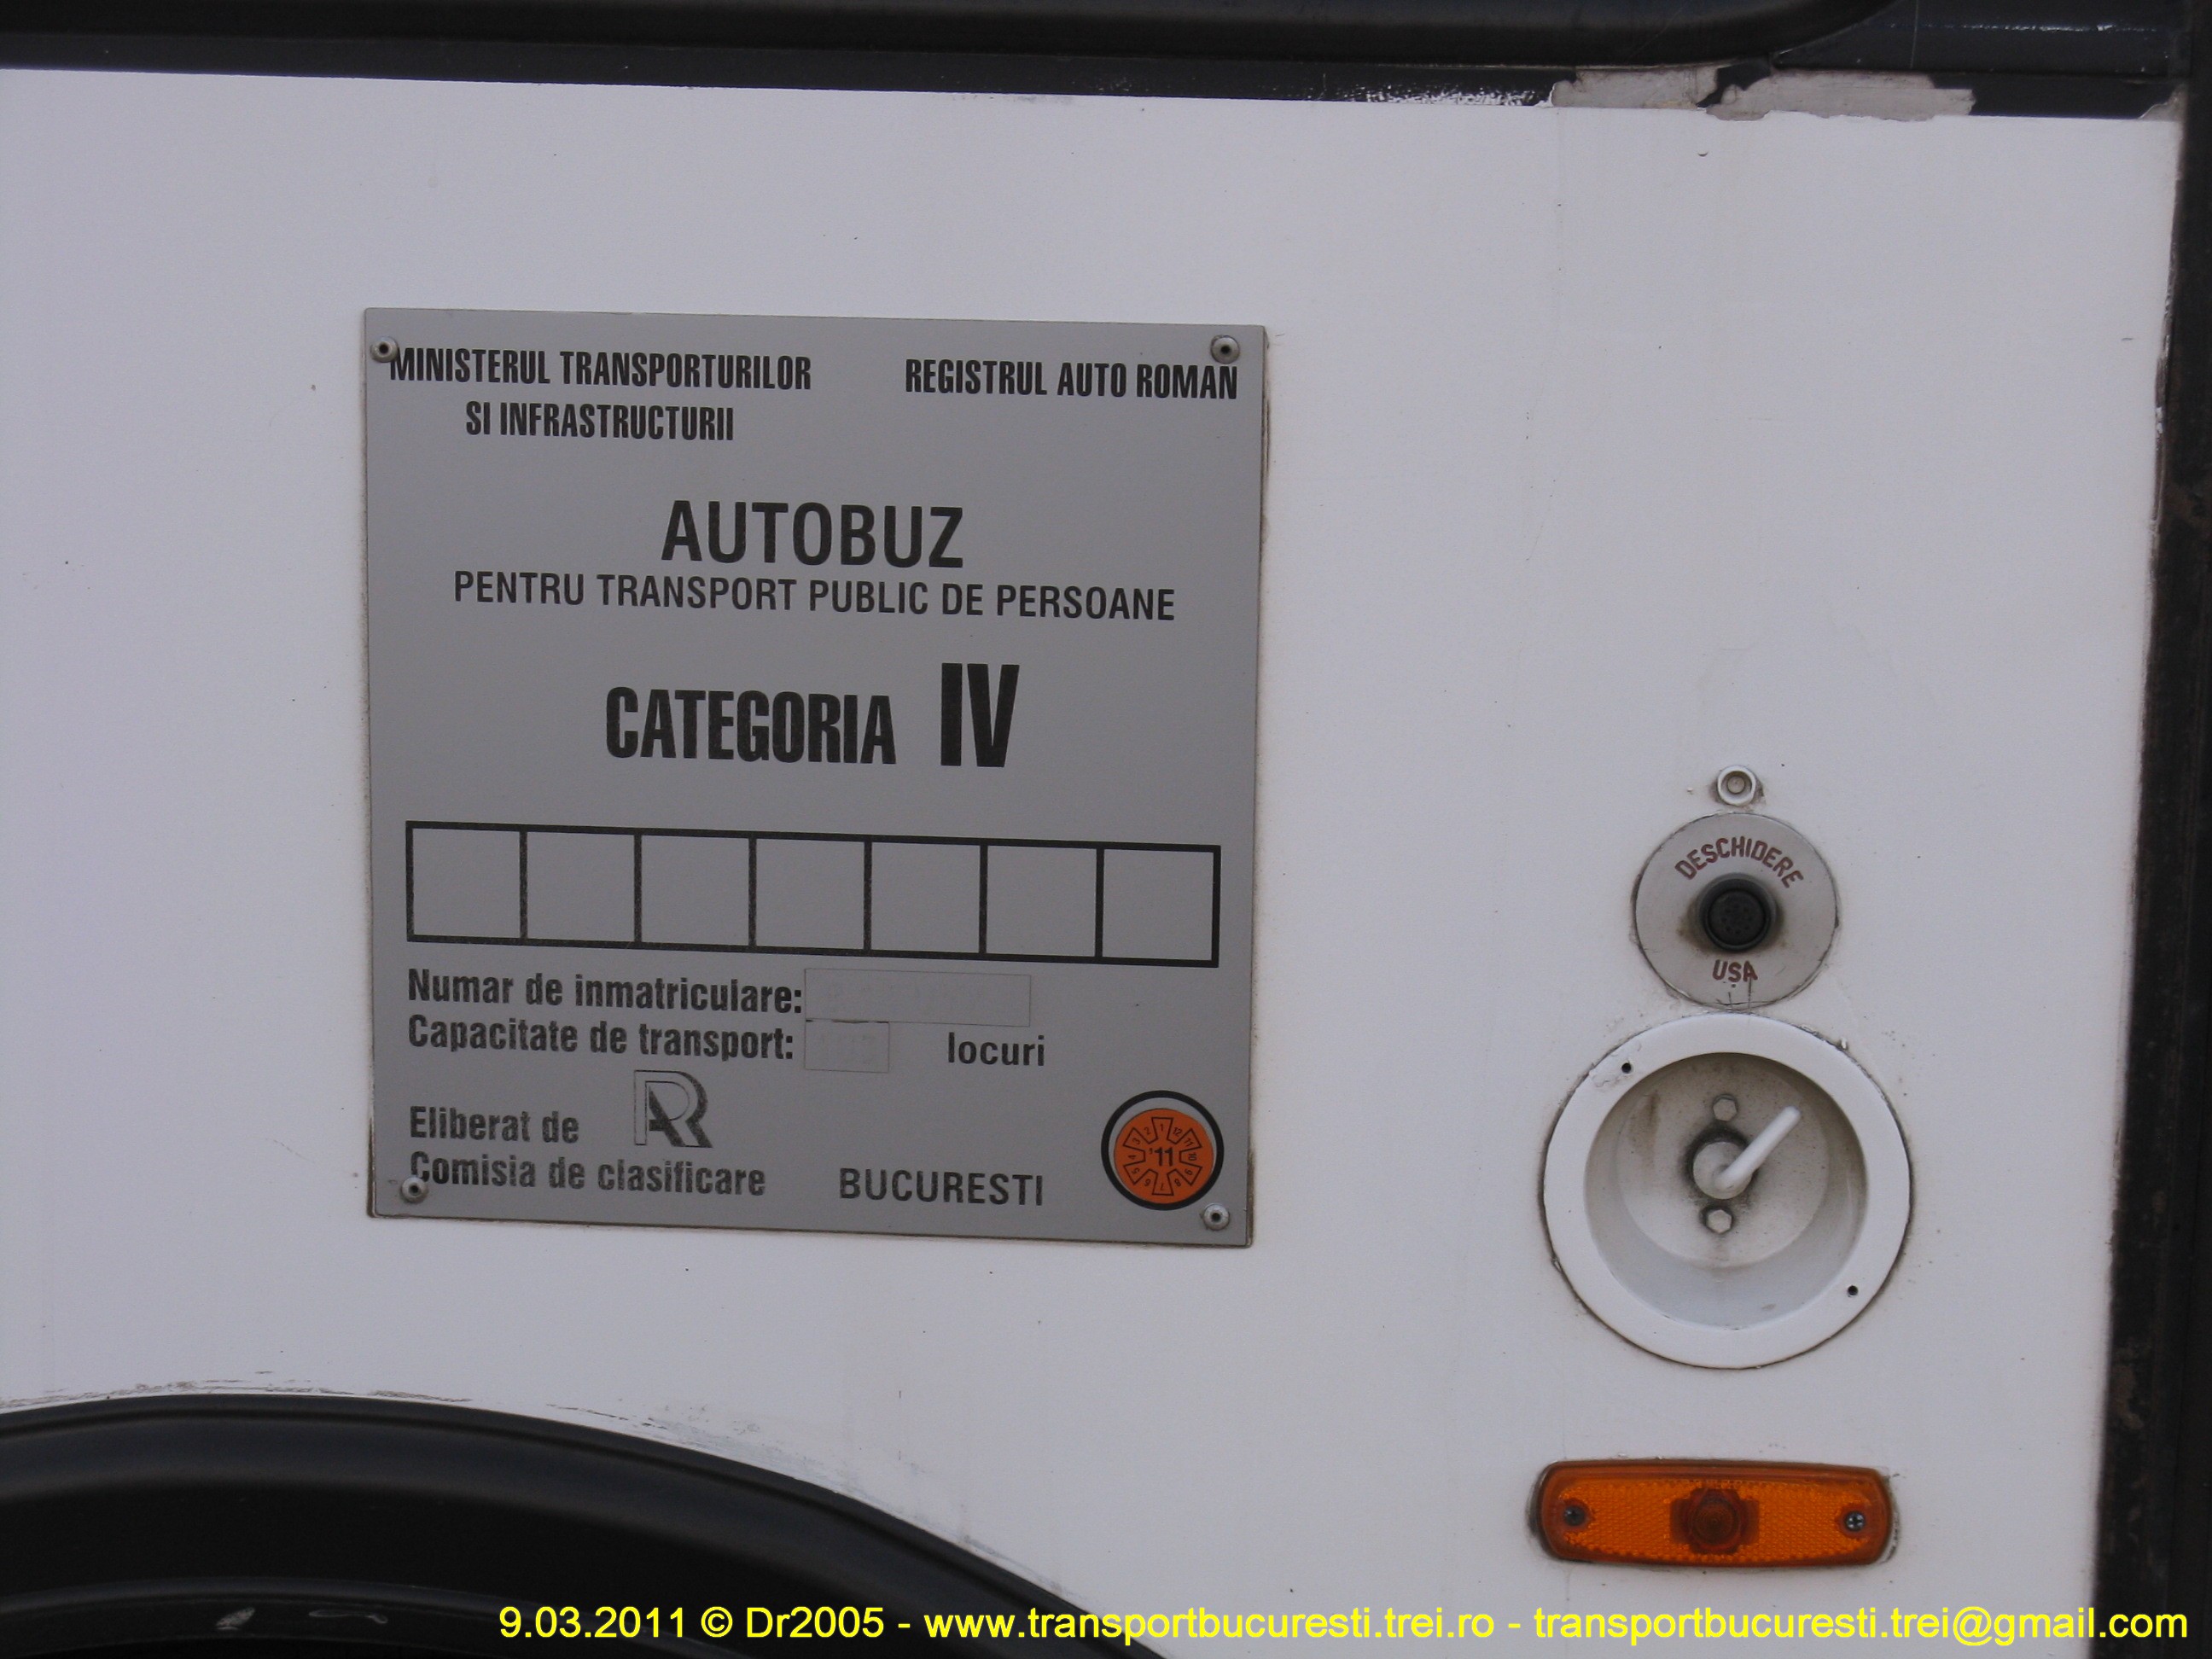 MINISTERUL TRANSPORTURILOR
SI INFRASTRUCTURII
REGISTRUL AUTO ROMAN
AUTOBUZ
PENTRU TRANSPORT PUBLIC DE PERSOANE
CATEGORIA IV
Numar de inmatriculare:
Capacitate de transport: locuri
Eliberat de RAR
Comisia de clasificare BUCURESTI
11
DESCHIDERE
UȘA
9.03.2011 © Dr2005 - www.transportbucuresti.trei.ro - transportbucuresti.trei@gmail.com